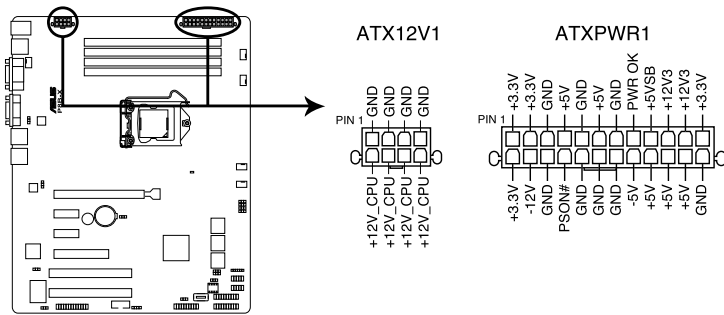 ATX12V1
PIN 1
GND
GND
GND
GND
+12V_CPU
+12V_CPU
+12V_CPU
+12V_CPU
ATXPWR1
PIN 1
+3.3V
+3.3V
GND
+5V
GND
+5V
GND
PWR OK
+5VSB
+12V3
+12V3
+3.3V
+3.3V
-12V
GND
PSON#
GND
GND
GND
-5V
+5V
+5V
+5V
GND
ASUS
P8B-X